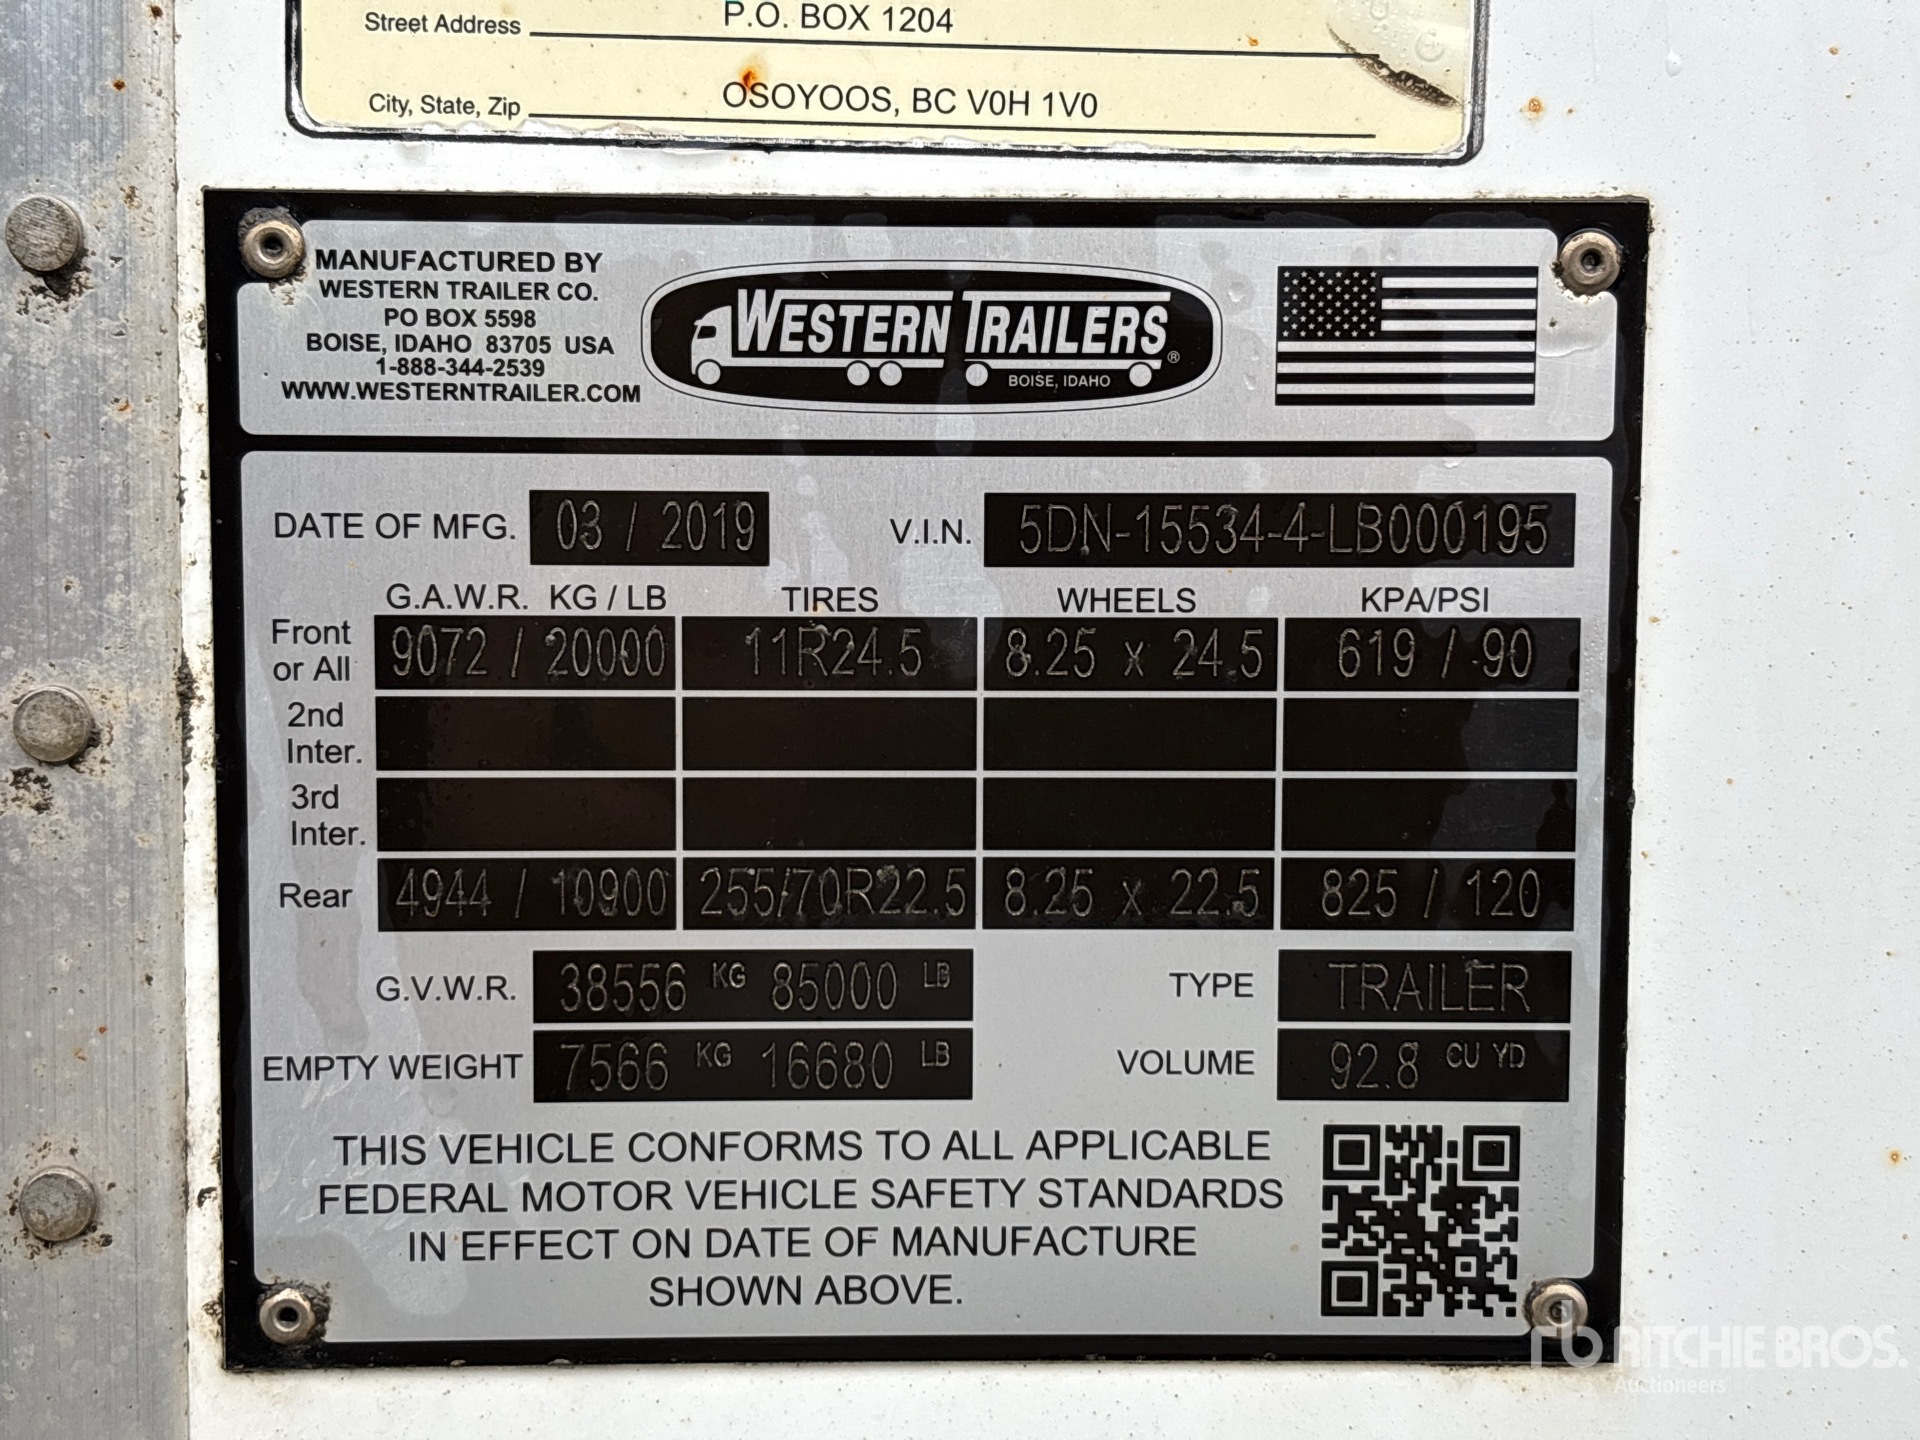 Street Address P.O. BOX 1204
City, State, Zip OSOYOOS, BC V0H 1V0
MANUFACTURED BY
WESTERN TRAILER CO.
PO BOX 5598
BOISE, IDAHO 83705 USA
1-888-344-2539
WWW.WESTERNTRAILER.COM
WESTERN TRAILERS®
BOISE, IDAHO
DATE OF MFG. 03 / 2019 V.I.N. 5DN-15534-4-LB000195
G.A.W.R. KG / LB TIRES WHEELS KPA/PSI
Front or All 9072 / 20000 11R24.5 8.25 x 24.5 619 / 90
2nd Inter.
3rd Inter.
Rear 4944 / 10900 255/70R22.5 8.25 x 22.5 825 / 120
G.V.W.R. 38556 KG 85000 LB TYPE TRAILER
EMPTY WEIGHT 7566 KG 16680 LB VOLUME 92.8 CU YD
THIS VEHICLE CONFORMS TO ALL APPLICABLE
FEDERAL MOTOR VEHICLE SAFETY STANDARDS
IN EFFECT ON DATE OF MANUFACTURE
SHOWN ABOVE.
rb RITCHIE BROS.
Auctioneers